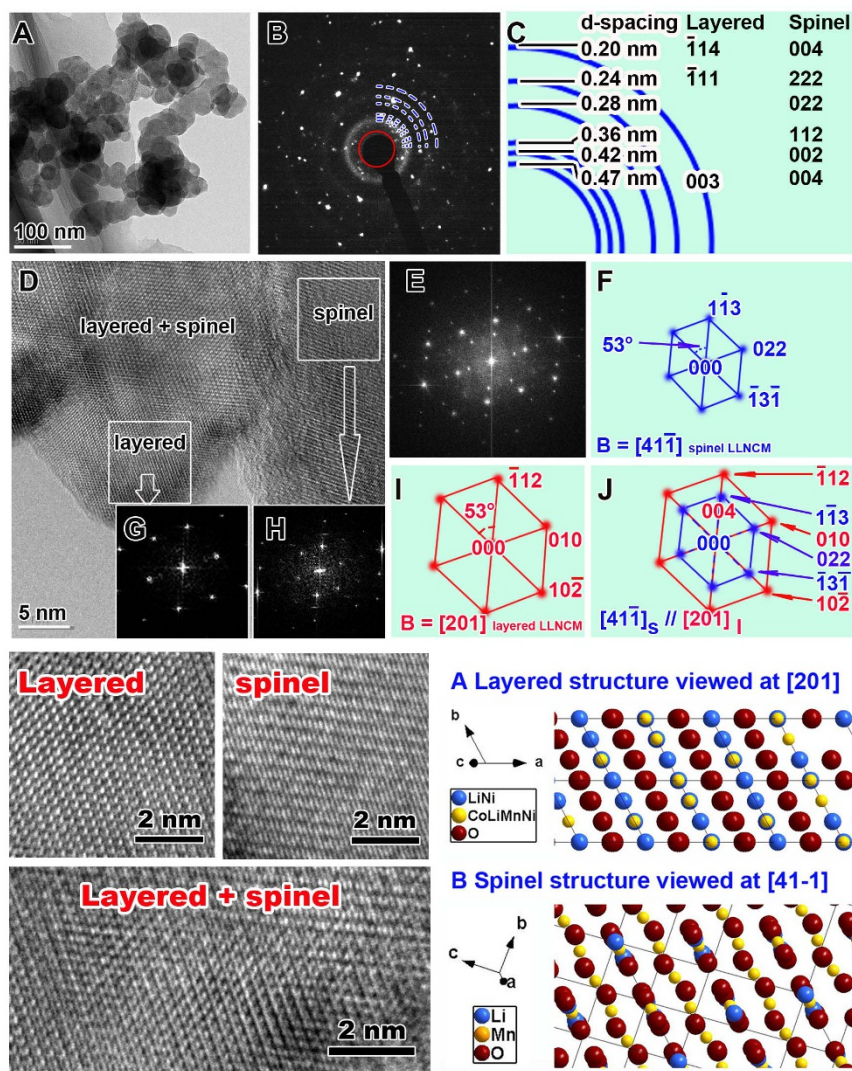 A
100 nm
B
C
d-spacing Layered Spinel
0.20 nm 1̄14 004
0.24 nm 1̄11 222
0.28 nm 022
0.36 nm 112
0.42 nm 002
0.47 nm 003 004
D
layered + spinel
spinel
layered
5 nm
G
H
E
F
11̄3
53°
000
022
1̄31̄
B = [411̄] spinel LLNCM
I
1̄12
53°
000
010
102̄
B = [201] layered LLNCM
J
1̄12
004
11̄3
000
010
022
1̄31̄
102̄
[411̄]S // [201] l
Layered
2 nm
spinel
2 nm
Layered + spinel
2 nm
A Layered structure viewed at [201]
b
c
a
LiNi
CoLiMnNi
O
B Spinel structure viewed at [41-1]
b
c
a
Li
Mn
O